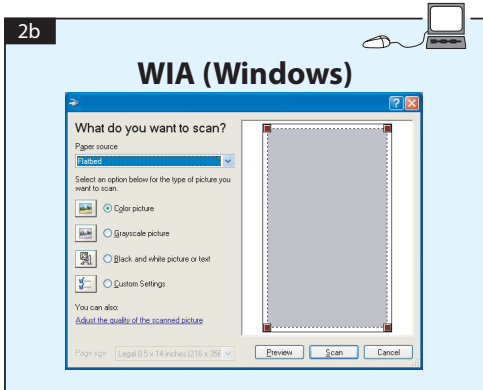 2b
WIA (Windows)
What do you want to scan?
Paper source
Flatbed
Select an option below for the type of picture you
want to scan.
Color picture
Grayscale picture
Black and white picture or text
Custom Settings
You can also:
Adjust the quality of the scanned picture
Page size: Legal 8.5 x 14 inches (216 x 356
Preview Scan Cancel